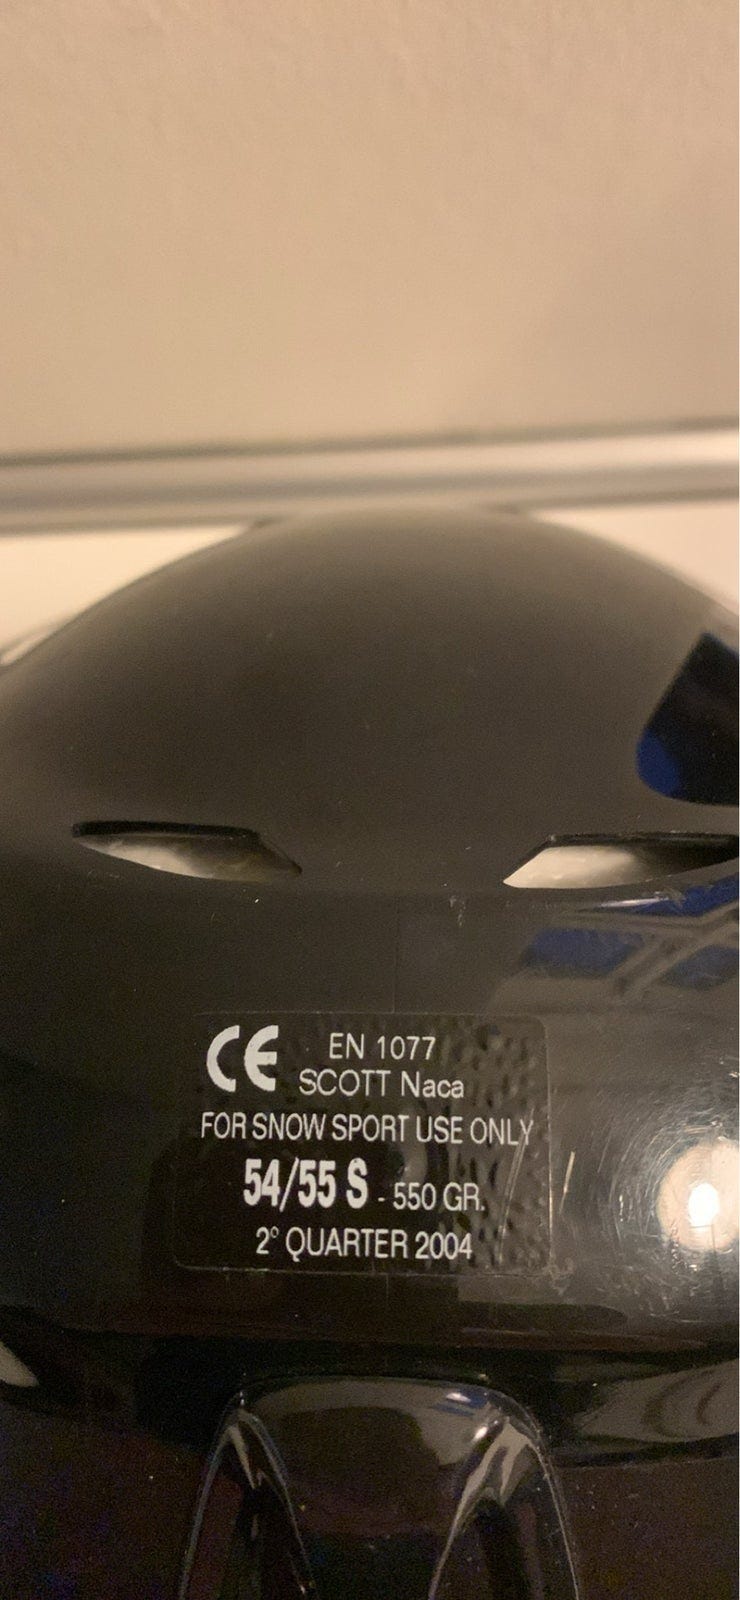 CE EN 1077
SCOTT Naca
FOR SNOW SPORT USE ONLY
54/55 S - 550 GR.
2° QUARTER 2004